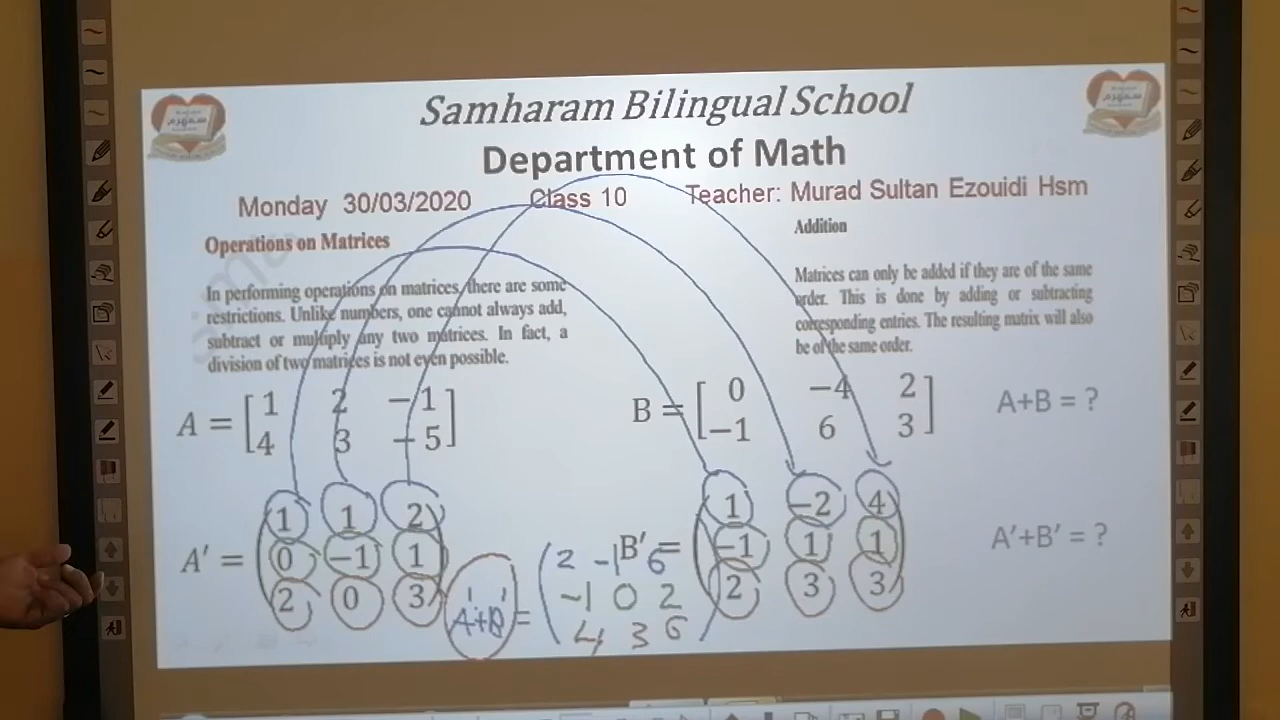 Samharam Bilingual School
Department of Math
Monday 30/03/2020 Class 10 Teacher: Murad Sultan Ezouidi Hsm
Operations on Matrices
In performing operations on matrices, there are some
restrictions. Unlike numbers, one cannot always add,
subtract or multiply any two matrices. In fact, a
division of two matrices is not even possible.
Addition
Matrices can only be added if they are of the same
order. This is done by adding or subtracting
corresponding entries. The resulting matrix will also
be of the same order.
A = [ 1 2 −1
4 3 −5 ]
B = [ 0 −4 2
−1 6 3 ]
A+B = ?
A′ = ( 1 1 2
0 −1 1
2 0 3 )
A'+B' = ( 2 -1 6
-1 0 2
4 3 6 )
B′ = ( 1 −2 4
−1 1 1
2 3 3 )
A′+B′ = ?
سمهرم